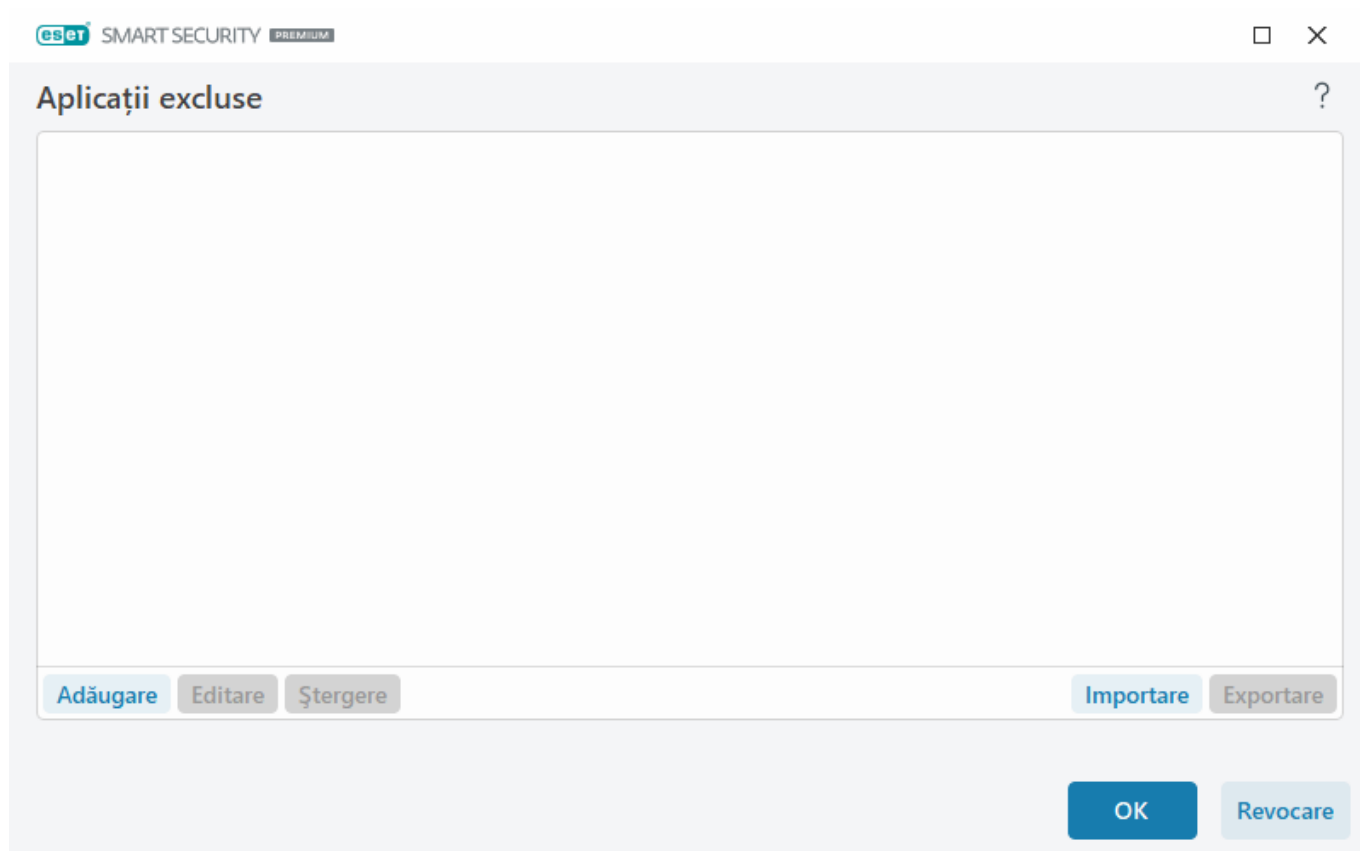 eseT SMART SECURITY PREMIUM
Aplicații excluse ?
Adăugare Editare Ştergere Importare Exportare
OK Revocare